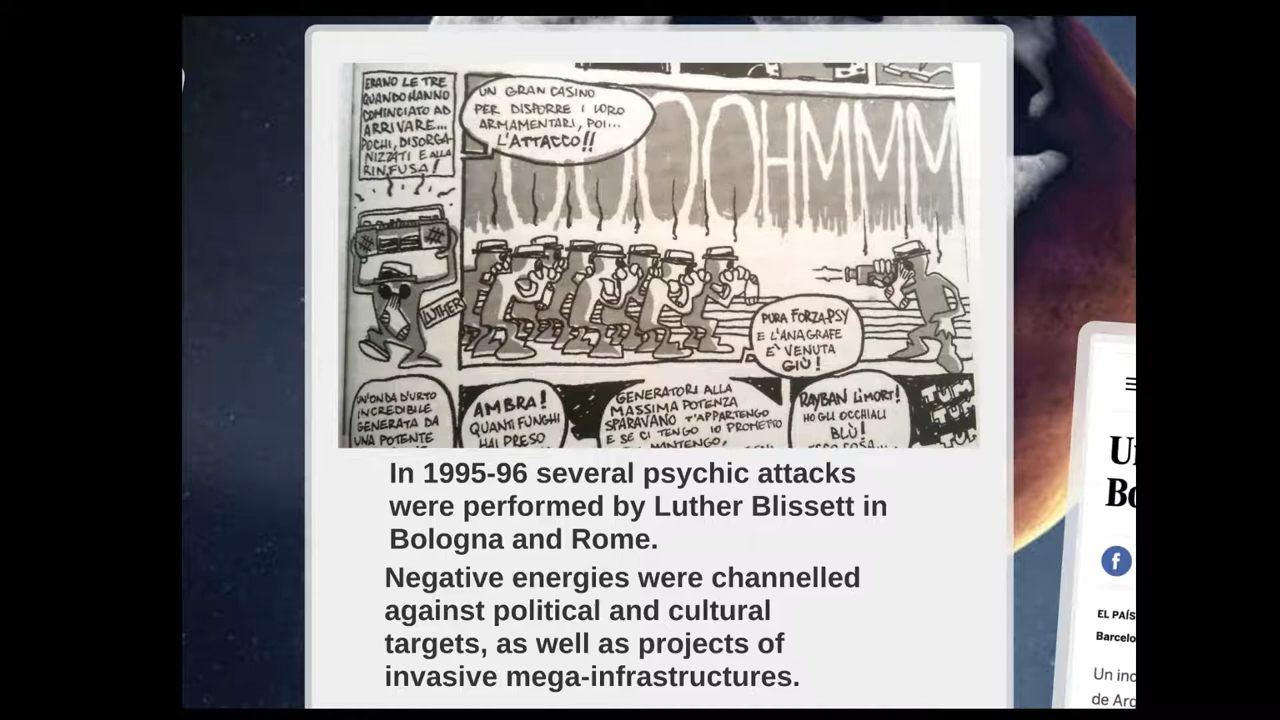 ERANO LE TRE
QUANDO HANNO
COMINCIATO AD
ARRIVARE...
POCHI, DISORGA-
NIZZATI E ALLA
RINFUSA!
UN GRAN CASINO
PER DISPORRE I LORO
ARMAMENTARI, POI...
L'ATTACCO!!
OOOOHMMMM
LUTHER
PURA FORZA-PSY
E L'ANAGRAFE
E' VENUTA
GIÙ!
UN'ONDA D'URTO
INCREDIBILE
GENERATA DA
UNA POTENTE
AMBRA!
QUANTI FUNGHI
HAI PRESO
GENERATORI ALLA
MASSIMA POTENZA
SPARAVANO T'APPARTENGO
E SE CI TENGO IO PROMETTO
MANTENGO,
RAYBAN LI MORT!
HO GLI OCCHIALI
BLÙ!
In 1995-96 several psychic attacks
were performed by Luther Blissett in
Bologna and Rome.
Negative energies were channelled
against political and cultural
targets, as well as projects of
invasive mega-infrastructures.
EL PAÍS
Barcelo
Un inc
de Arc